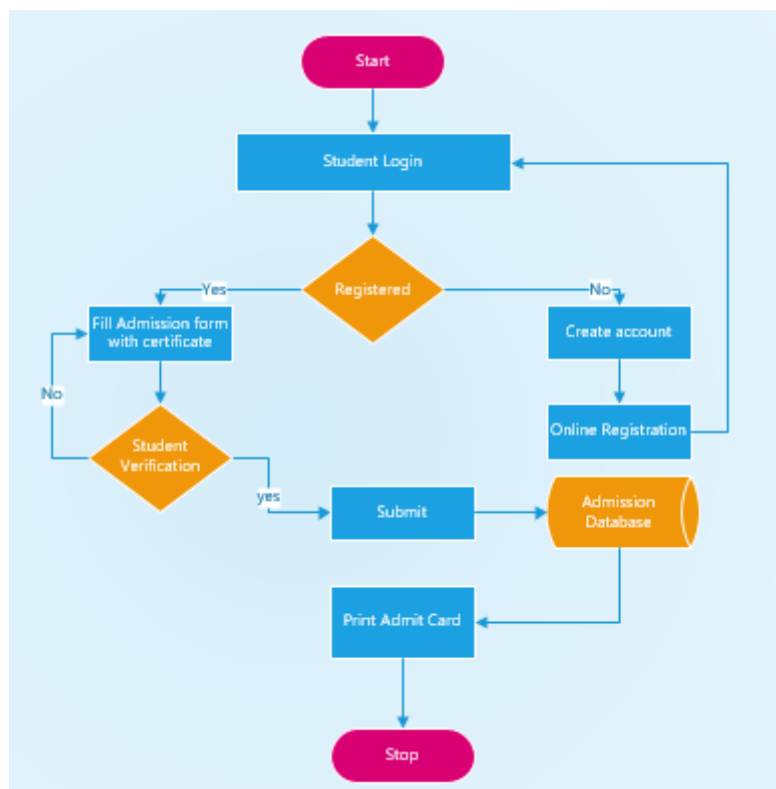 Start
Student Login
Registered
Yes
No
Fill Admission form
with certificate
Create account
No
Online Registration
Student
Verification
yes
Submit
Admission
Database
Print Admit Card
Stop